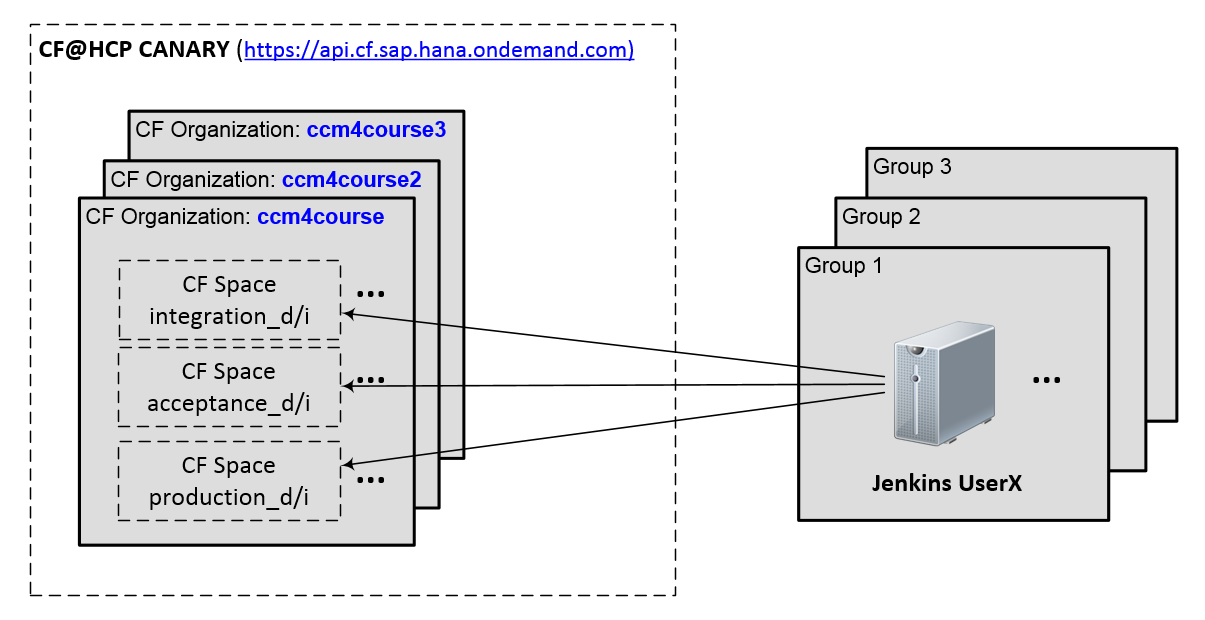 CF@HCP CANARY (https://api.cf.sap.hana.ondemand.com)
CF Organization: ccm4course3
CF Organization: ccm4course2
CF Organization: ccm4course
CF Space
integration_d/i
...
CF Space
acceptance_d/i
...
CF Space
production_d/i
...
Group 3
Group 2
Group 1
...
Jenkins UserX